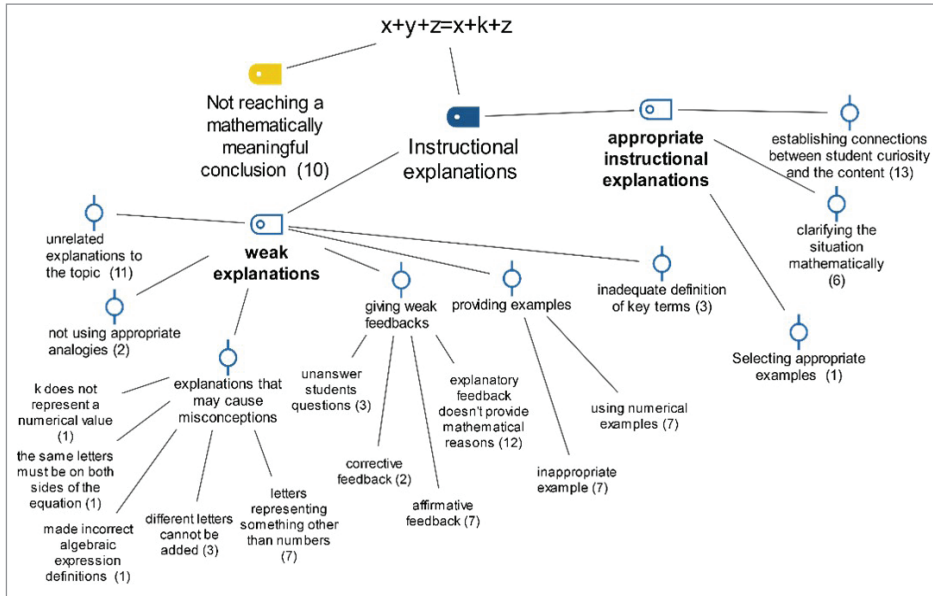 x+y+z=x+k+z
Not reaching a
mathematically
meaningful
conclusion (10)
Instructional
explanations
appropriate
instructional
explanations
establishing connections
between student curiosity
and the content (13)
clarifying the
situation
mathematically
(6)
Selecting appropriate
examples (1)
unrelated
explanations to
the topic (11)
weak
explanations
not using appropriate
analogies (2)
explanations that
may cause
misconceptions
giving weak
feedbacks
providing examples
inadequate definition
of key terms (3)
k does not
represent a
numerical value
(1)
the same letters
must be on both
sides of the
equation (1)
made incorrect
algebraic
expression
definitions (1)
different letters
cannot be
added (3)
letters
representing
something other
than numbers
(7)
unanswer
students
questions (3)
corrective
feedback (2)
affirmative
feedback (7)
explanatory
feedback
doesn't provide
mathematical
reasons (12)
inappropriate
example (7)
using numerical
examples (7)